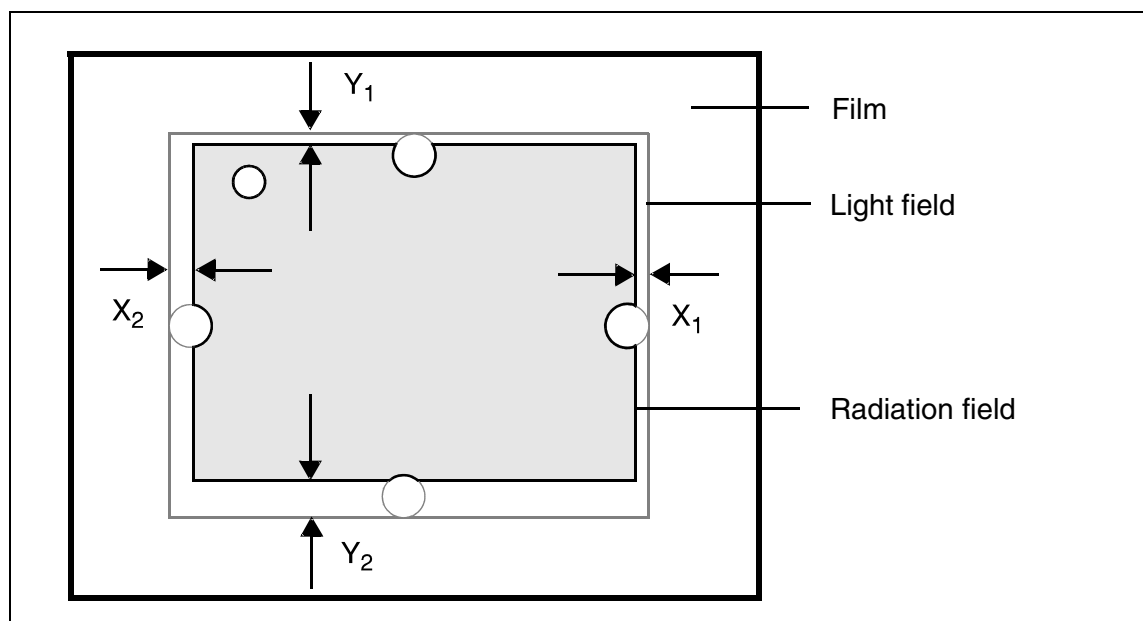 Y₁
Film
Light field
X₂
X₁
Radiation field
Y₂